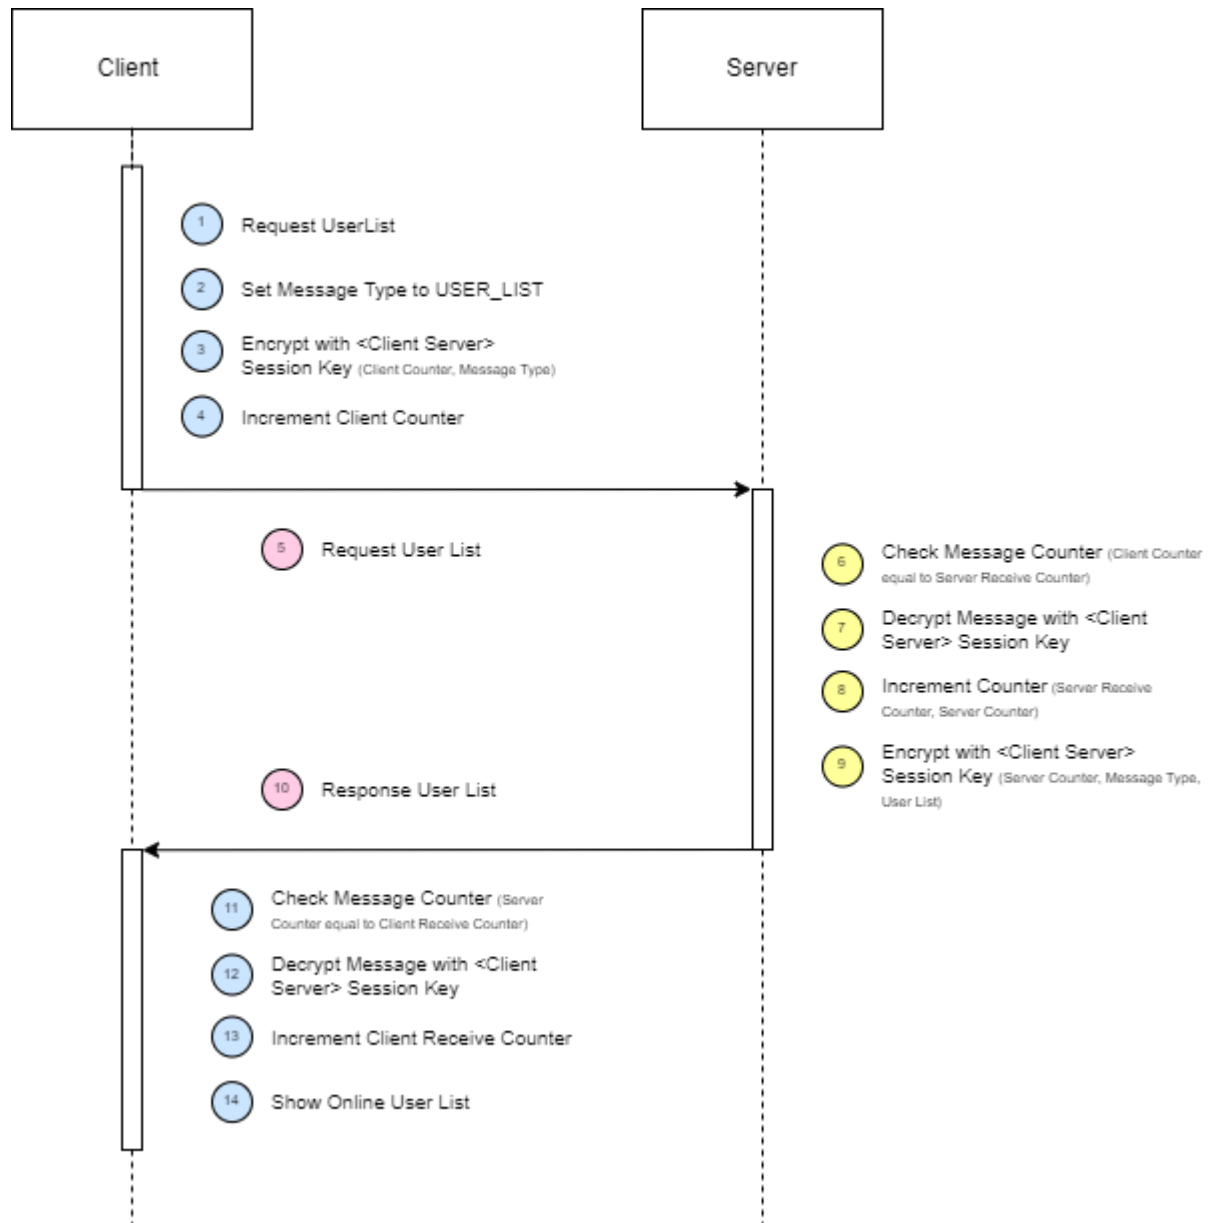 Client
Server
1
Request UserList
2
Set Message Type to USER_LIST
3
Encrypt with <Client Server>
Session Key (Client Counter, Message Type)
4
Increment Client Counter
5
Request User List
6
Check Message Counter (Client Counter
equal to Server Receive Counter)
7
Decrypt Message with <Client
Server> Session Key
8
Increment Counter (Server Receive
Counter, Server Counter)
9
Encrypt with <Client Server>
Session Key (Server Counter, Message Type,
User List)
10
Response User List
11
Check Message Counter (Server
Counter equal to Client Receive Counter)
12
Decrypt Message with <Client
Server> Session Key
13
Increment Client Receive Counter
14
Show Online User List